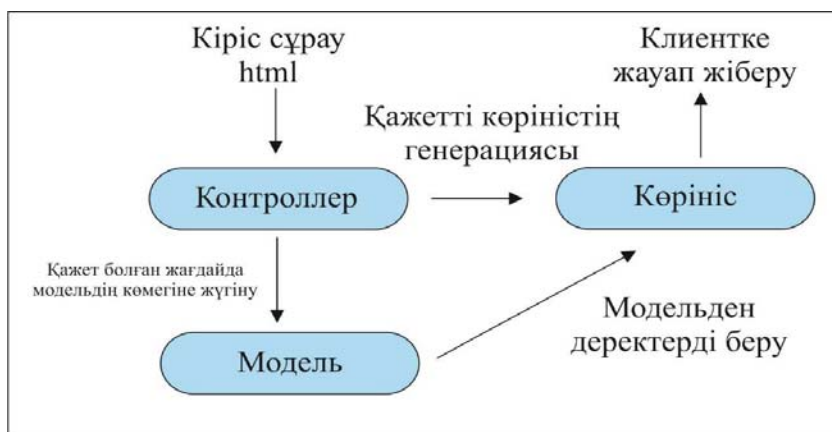 Кіріс сұрау
html
Клиентке
жауап жіберу
Қажетті көріністің
генерациясы
Контроллер
Көрініс
Қажет болған жағдайда
модельдің көмегіне жүгіну
Модельден
деректерді беру
Модель